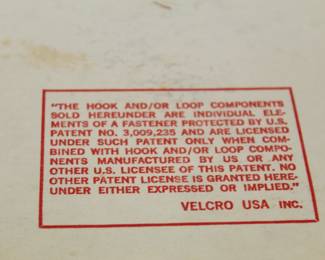 "THE HOOK AND/OR LOOP COMPONENTS
SOLD HEREUNDER ARE INDIVIDUAL ELE-
MENTS OF A FASTENER PROTECTED BY U.S.
PATENT NO. 3,009,235 AND ARE LICENSED
UNDER SUCH PATENT ONLY WHEN COM-
BINED WITH HOOK AND/OR LOOP COMPO-
NENTS MANUFACTURED BY US OR ANY
OTHER U.S. LICENSEE OF THIS PATENT. NO
OTHER PATENT LICENSE IS GRANTED HERE-
UNDER EITHER EXPRESSED OR IMPLIED."
VELCRO USA INC.